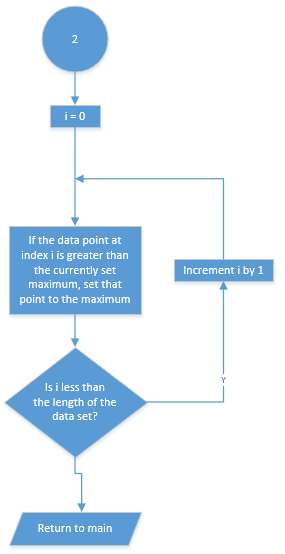 2
i = 0
If the data point at
index i is greater than
the currently set
maximum, set that
point to the maximum
Increment i by 1
Is i less than
the length of the
data set?
Y
Return to main